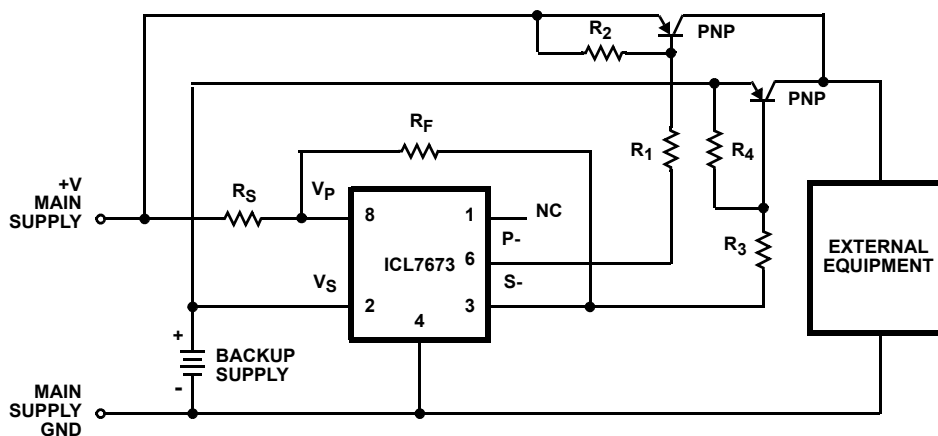 R2
PNP
PNP
RF
R1
R4
+V
MAIN
SUPPLY
RS
VP
8
1
NC
P-
ICL7673
6
R3
EXTERNAL
EQUIPMENT
VS
S-
2
3
4
+
BACKUP
SUPPLY
-
MAIN
SUPPLY
GND